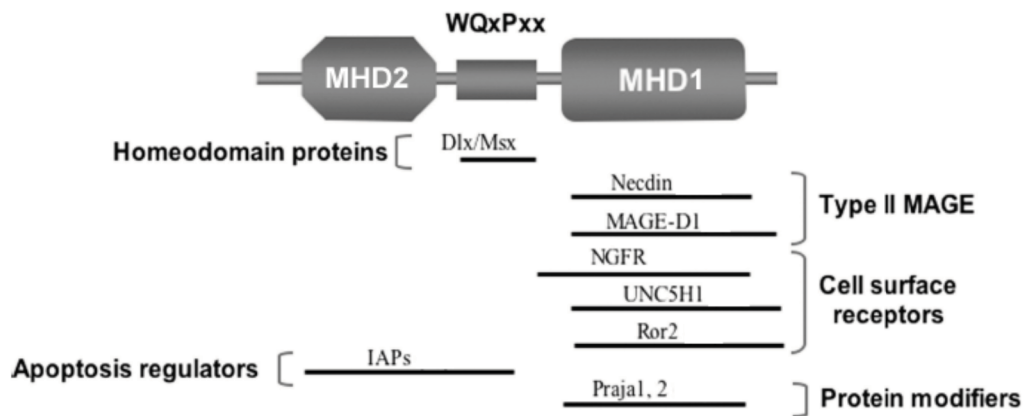 WQxPxx
MHD2
MHD1
Dlx/Msx
Homeodomain proteins
Necdin
MAGE-D1
Type II MAGE
NGFR
UNC5H1
Ror2
Cell surface
receptors
IAPs
Apoptosis regulators
Praja1, 2
Protein modifiers